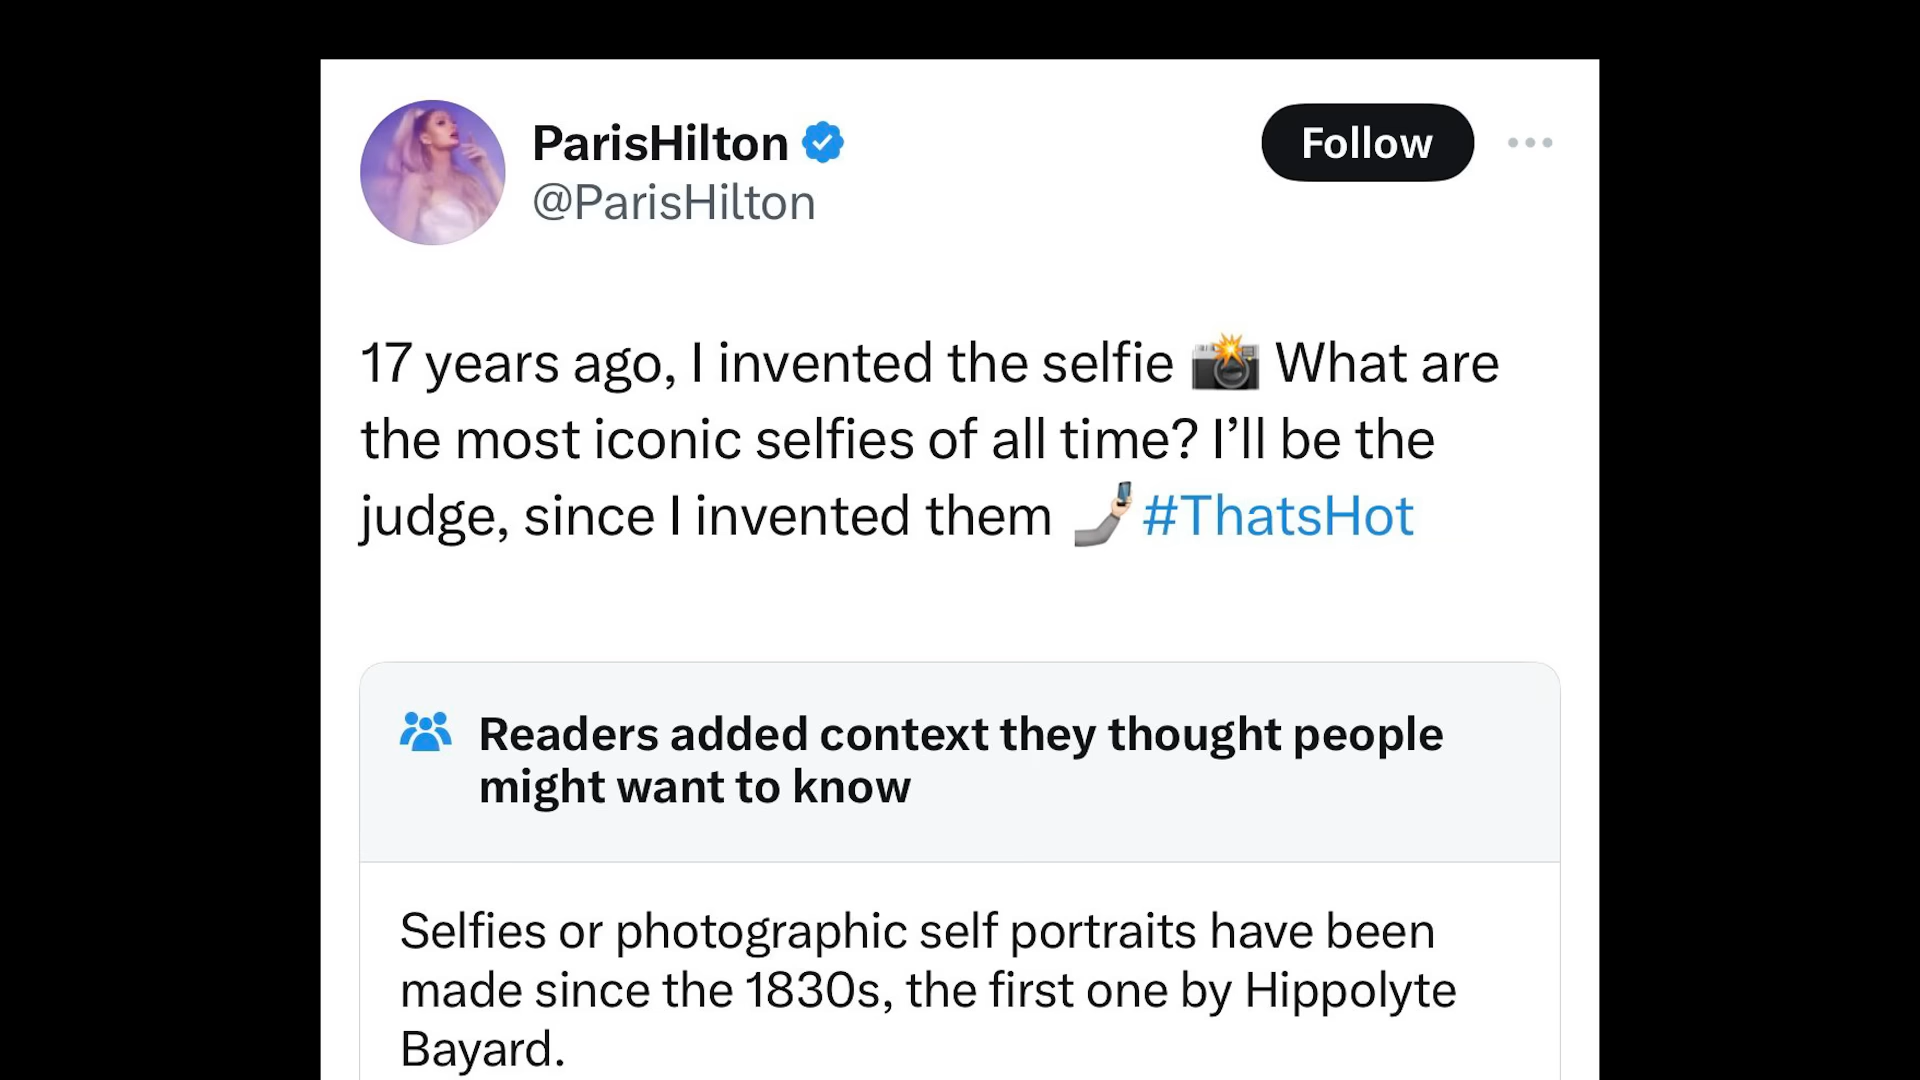 ParisHilton
@ParisHilton
Follow
17 years ago, I invented the selfie 📸 What are
the most iconic selfies of all time? I’ll be the
judge, since I invented them 🤳 #ThatsHot
Readers added context they thought people
might want to know
Selfies or photographic self portraits have been
made since the 1830s, the first one by Hippolyte
Bayard.